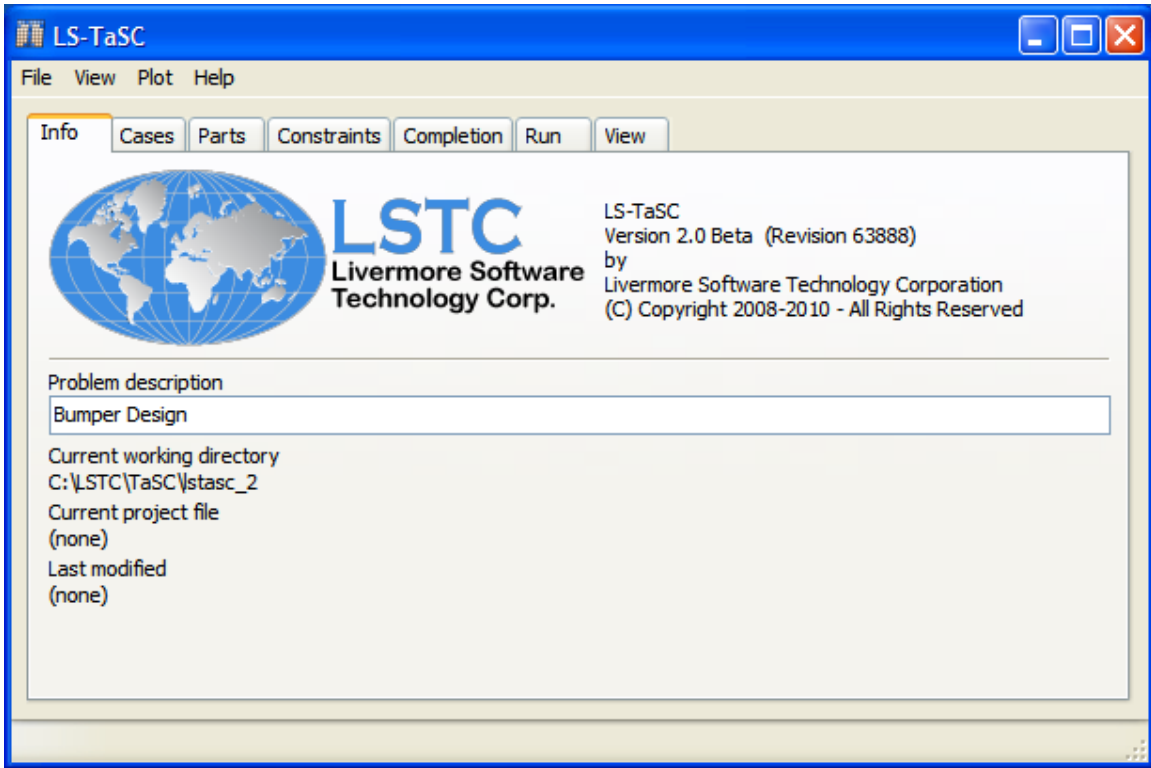 LS-TaSC
File View Plot Help
Info Cases Parts Constraints Completion Run View
LSTC
Livermore Software
Technology Corp.
LS-TaSC
Version 2.0 Beta (Revision 63888)
by
Livermore Software Technology Corporation
(C) Copyright 2008-2010 - All Rights Reserved
Problem description
Bumper Design
Current working directory
C:\LSTC\TaSC\lstasc_2
Current project file
(none)
Last modified
(none)